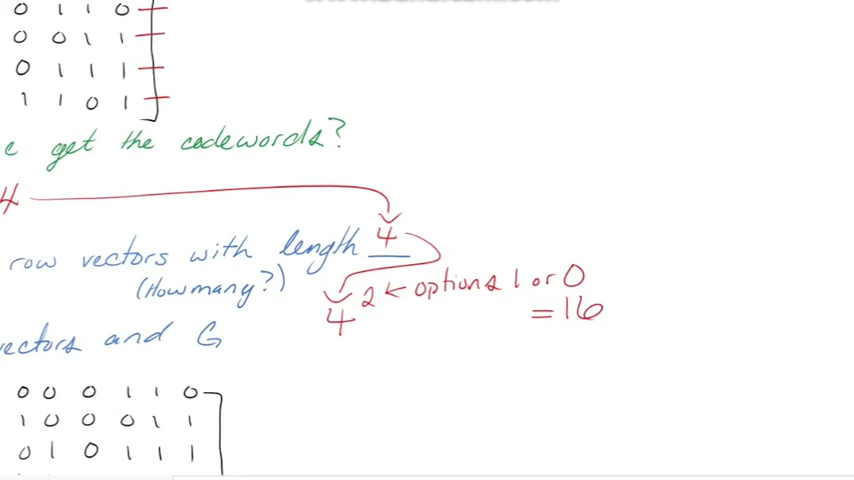 0 1 1 0
0 0 1 1
0 1 1 1
1 1 0 1
e get the codewords?
4
row vectors with length 4
(How many?)
4 2 ← options 1 or 0
= 16
vectors and G
0 0 0 1 1 0
1 0 0 0 1 1
0 1 0 1 1 1